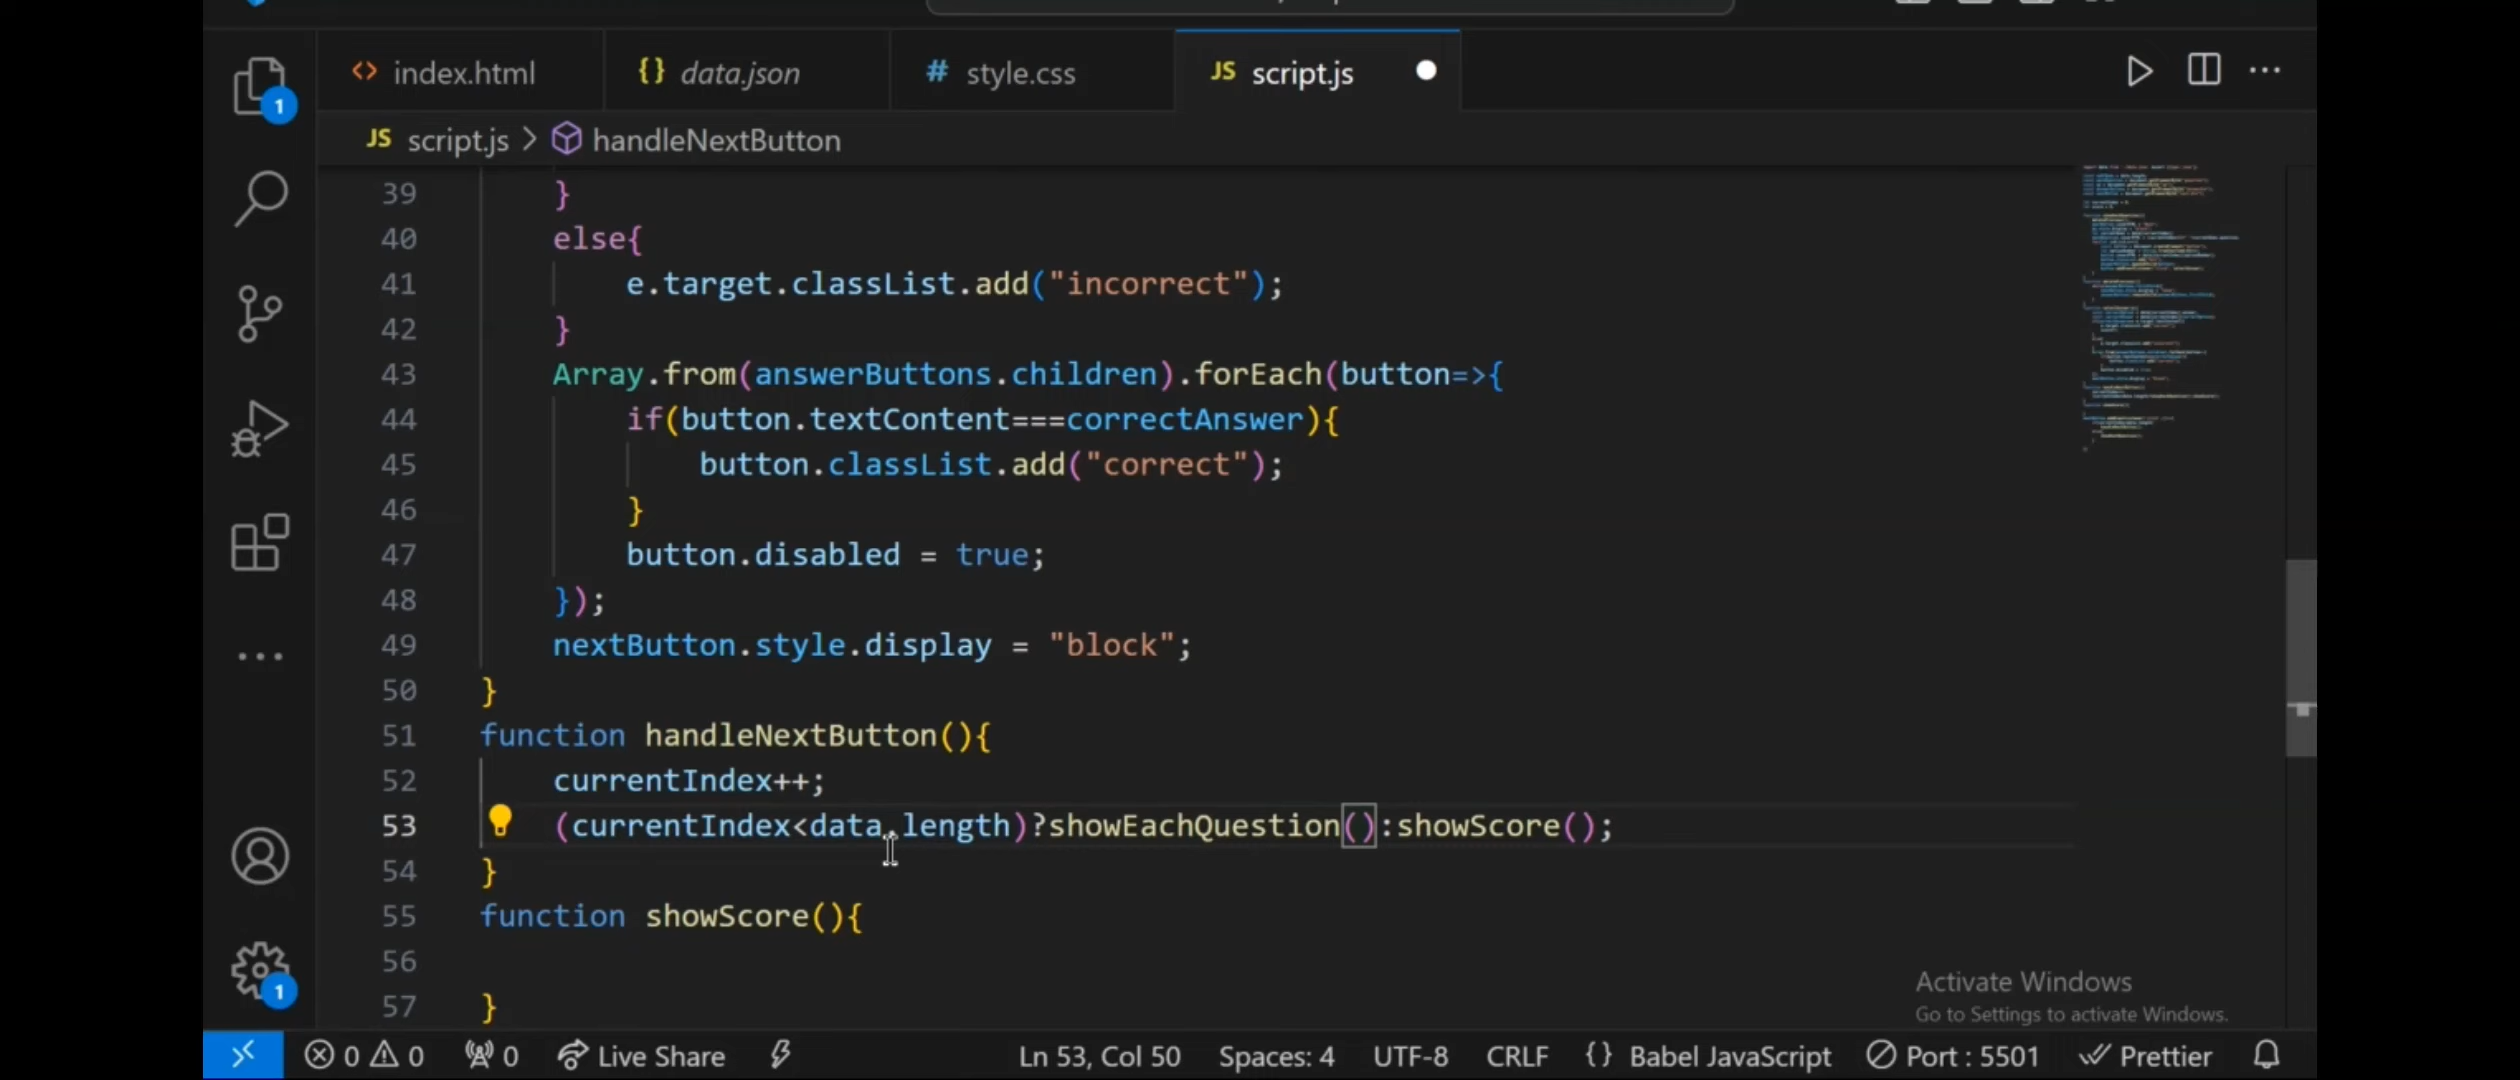 index.html
data.json
style.css
JS script.js
JS script.js > handleNextButton
39 }
40 else{
41 e.target.classList.add("incorrect");
42 }
43 Array.from(answerButtons.children).forEach(button=>{
44 if(button.textContent===correctAnswer){
45 button.classList.add("correct");
46 }
47 button.disabled = true;
48 });
49 nextButton.style.display = "block";
50 }
51 function handleNextButton(){
52 currentIndex++;
53 (currentIndex<data.length)?showEachQuestion():showScore();
54 }
55 function showScore(){
56
57 }
1
1
Activate Windows
Go to Settings to activate Windows.
0 0 0 Live Share Ln 53, Col 50 Spaces: 4 UTF-8 CRLF {} Babel JavaScript Port : 5501 Prettier